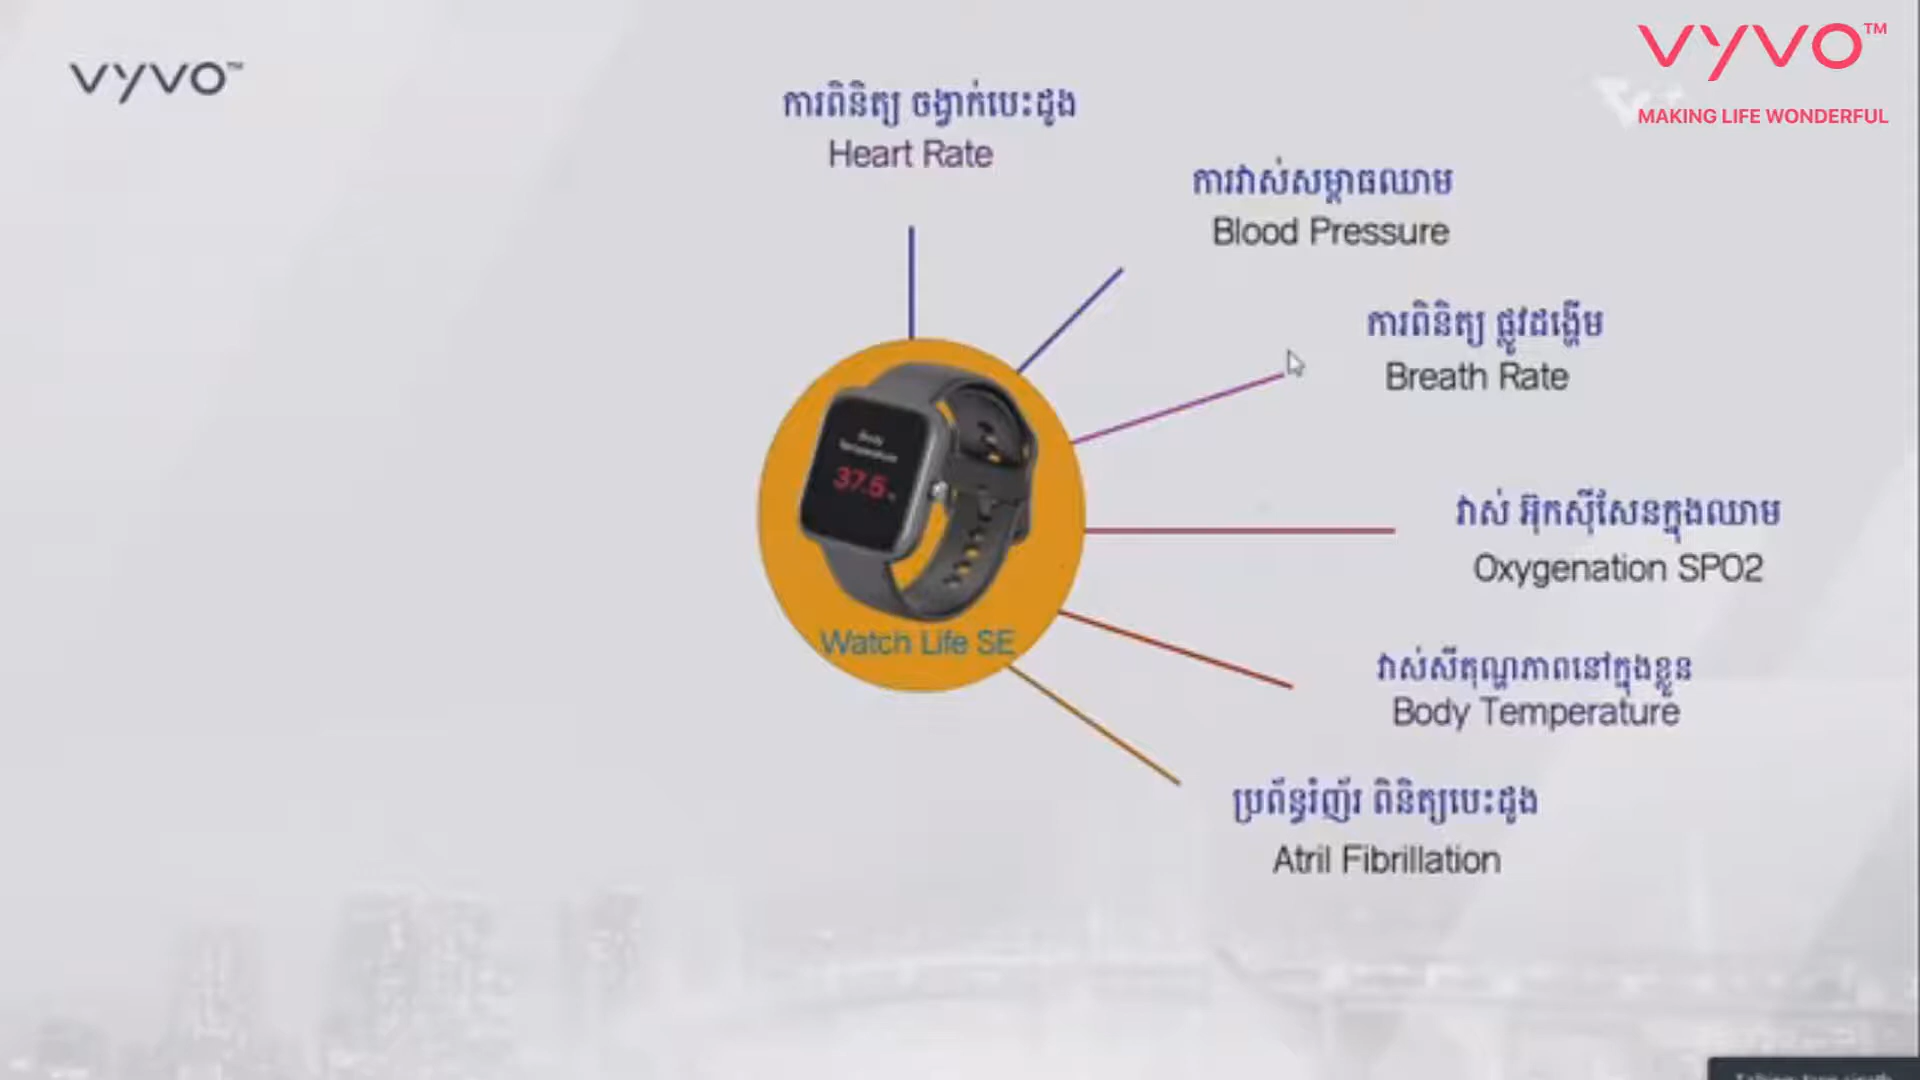 vyvo™
VYVO™
MAKING LIFE WONDERFUL
ការពិនិត្យ ចង្វាក់បេះដូង
Heart Rate
ការវាស់សម្ពាធឈាម
Blood Pressure
ការពិនិត្យ ផ្លូវដង្ហើម
Breath Rate
វាស់ អ៊ុកស៊ីសែនក្នុងឈាម
Oxygenation SPO2
Body
Temperature
37.5
Watch Life SE
វាស់សីតុណ្ហភាពនៅក្នុងខ្លួន
Body Temperature
ប្រព័ន្ធរំញ័រ ពិនិត្យបេះដូង
Atril Fibrillation